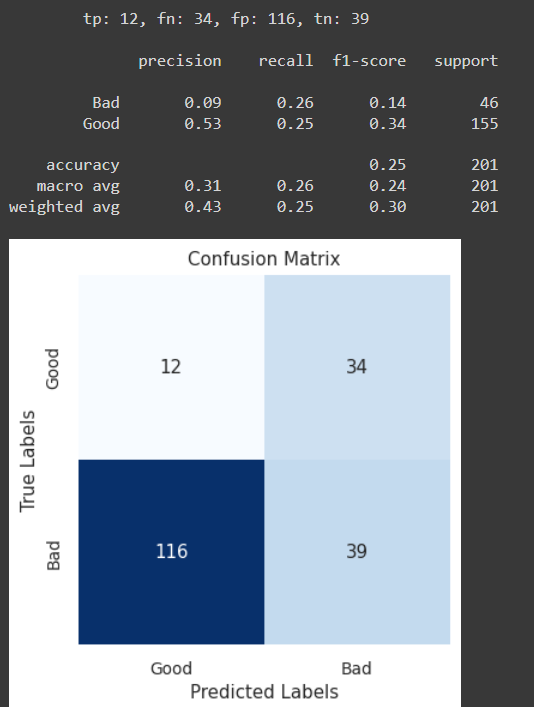 tp: 12, fn: 34, fp: 116, tn: 39
precision recall f1-score support
Bad 0.09 0.26 0.14 46
Good 0.53 0.25 0.34 155
accuracy 0.25 201
macro avg 0.31 0.26 0.24 201
weighted avg 0.43 0.25 0.30 201
Confusion Matrix
True Labels
Good
12 34
Bad
116 39
Good Bad
Predicted Labels